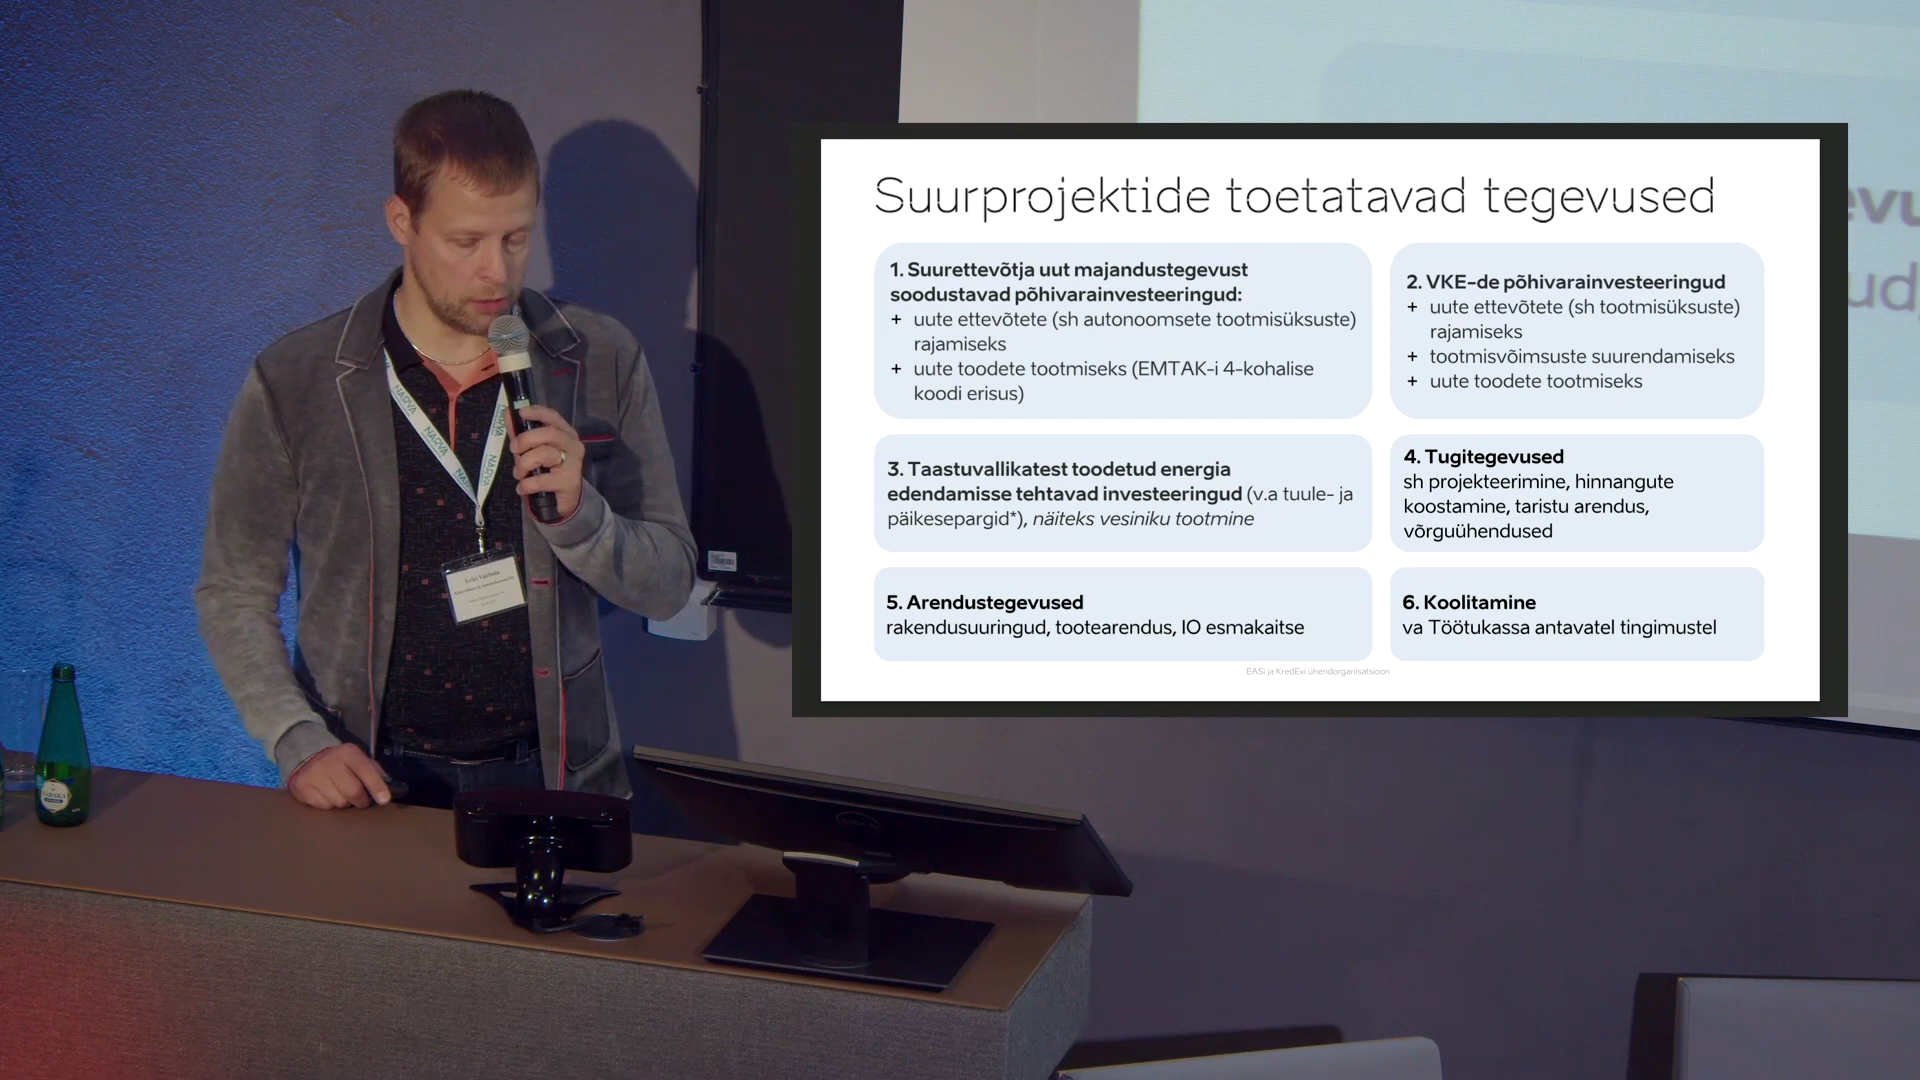 Suurprojektide toetatavad tegevused
1. Suurettevõtja uut majandustegevust
soodustavad põhivarainvesteeringud:
+ uute ettevõtete (sh autonoomsete tootmisüksuste)
rajamiseks
+ uute toodete tootmiseks (EMTAK-i 4-kohalise
koodi erisus)
2. VKE-de põhivarainvesteeringud
+ uute ettevõtete (sh tootmisüksuste)
rajamiseks
+ tootmisvõimsuste suurendamiseks
+ uute toodete tootmiseks
3. Taastuvallikatest toodetud energia
edendamisse tehtavad investeeringud (v.a tuule- ja
päikesepargid*), näiteks vesiniku tootmine
4. Tugitegevused
sh projekteerimine, hinnangute
koostamine, taristu arendus,
võrguühendused
5. Arendustegevused
rakendusuuringud, tootearendus, IO esmakaitse
6. Koolitamine
va Töötukassa antavatel tingimustel
EASi ja KredExi ühendorganisatsioon
NARVA
NARVA
NARVA